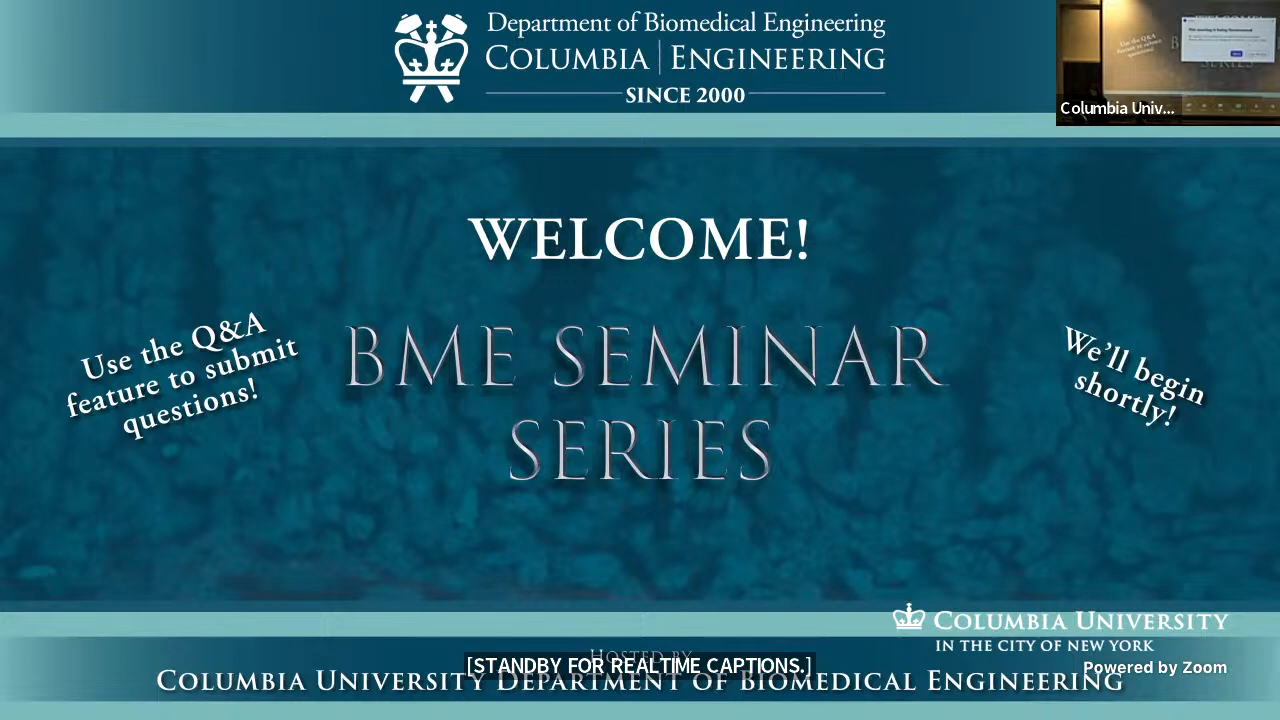 Department of Biomedical Engineering
COLUMBIA | ENGINEERING
SINCE 2000
Columbia Univ...
WELCOME!
Use the Q&A
feature to submit
questions!
BME SEMINAR
SERIES
We'll begin
shortly!
COLUMBIA UNIVERSITY
IN THE CITY OF NEW YORK
HOSTED BY
[STANDBY FOR REALTIME CAPTIONS.]
Powered by Zoom
COLUMBIA UNIVERSITY DEPARTMENT OF BIOMEDICAL ENGINEERING